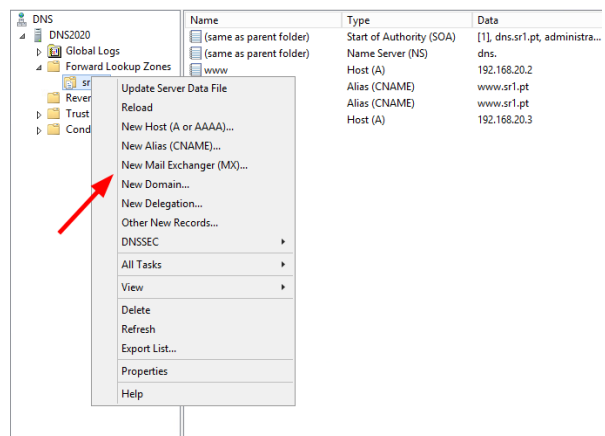 DNS
DNS2020
Global Logs
Forward Lookup Zones
sr
Rever
Trust
Cond
Name Type Data
(same as parent folder) Start of Authority (SOA) [1], dns.sr1.pt, administra...
(same as parent folder) Name Server (NS) dns.
www Host (A) 192.168.20.2
Alias (CNAME) www.sr1.pt
Alias (CNAME) www.sr1.pt
Host (A) 192.168.20.3
Update Server Data File
Reload
New Host (A or AAAA)...
New Alias (CNAME)...
New Mail Exchanger (MX)...
New Domain...
New Delegation...
Other New Records...
DNSSEC
All Tasks
View
Delete
Refresh
Export List...
Properties
Help